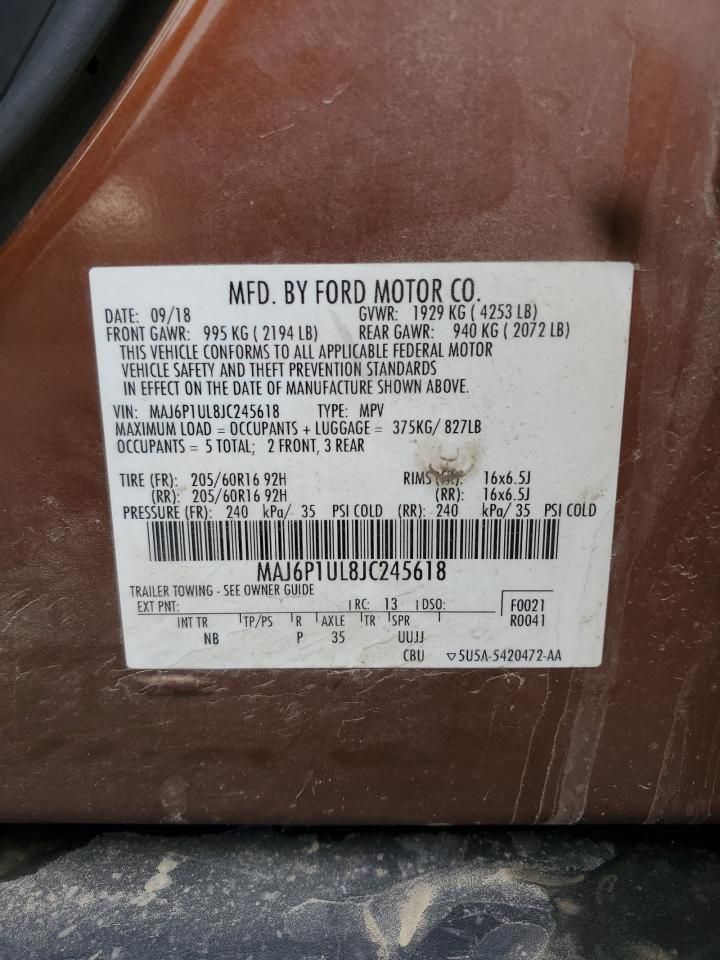 MFD. BY FORD MOTOR CO.
DATE: 09/18 GVWR: 1929 KG ( 4253 LB)
FRONT GAWR: 995 KG ( 2194 LB) REAR GAWR: 940 KG ( 2072 LB)
THIS VEHICLE CONFORMS TO ALL APPLICABLE FEDERAL MOTOR
VEHICLE SAFETY AND THEFT PREVENTION STANDARDS
IN EFFECT ON THE DATE OF MANUFACTURE SHOWN ABOVE.
VIN: MAJ6P1UL8JC245618 TYPE: MPV
MAXIMUM LOAD = OCCUPANTS + LUGGAGE = 375KG/ 827LB
OCCUPANTS = 5 TOTAL; 2 FRONT, 3 REAR
TIRE (FR): 205/60R16 92H RIMS (FR): 16x6.5J
(RR): 205/60R16 92H (RR): 16x6.5J
PRESSURE (FR): 240 kPa/ 35 PSI COLD (RR): 240 kPa/ 35 PSI COLD
MAJ6P1UL8JC245618
TRAILER TOWING - SEE OWNER GUIDE
EXT PNT: RC: 13 DSO: F0021
R0041
INT TR TP/PS R AXLE TR SPR
NB P 35 UUJJ
CBU ▽5U5A-5420472-AA